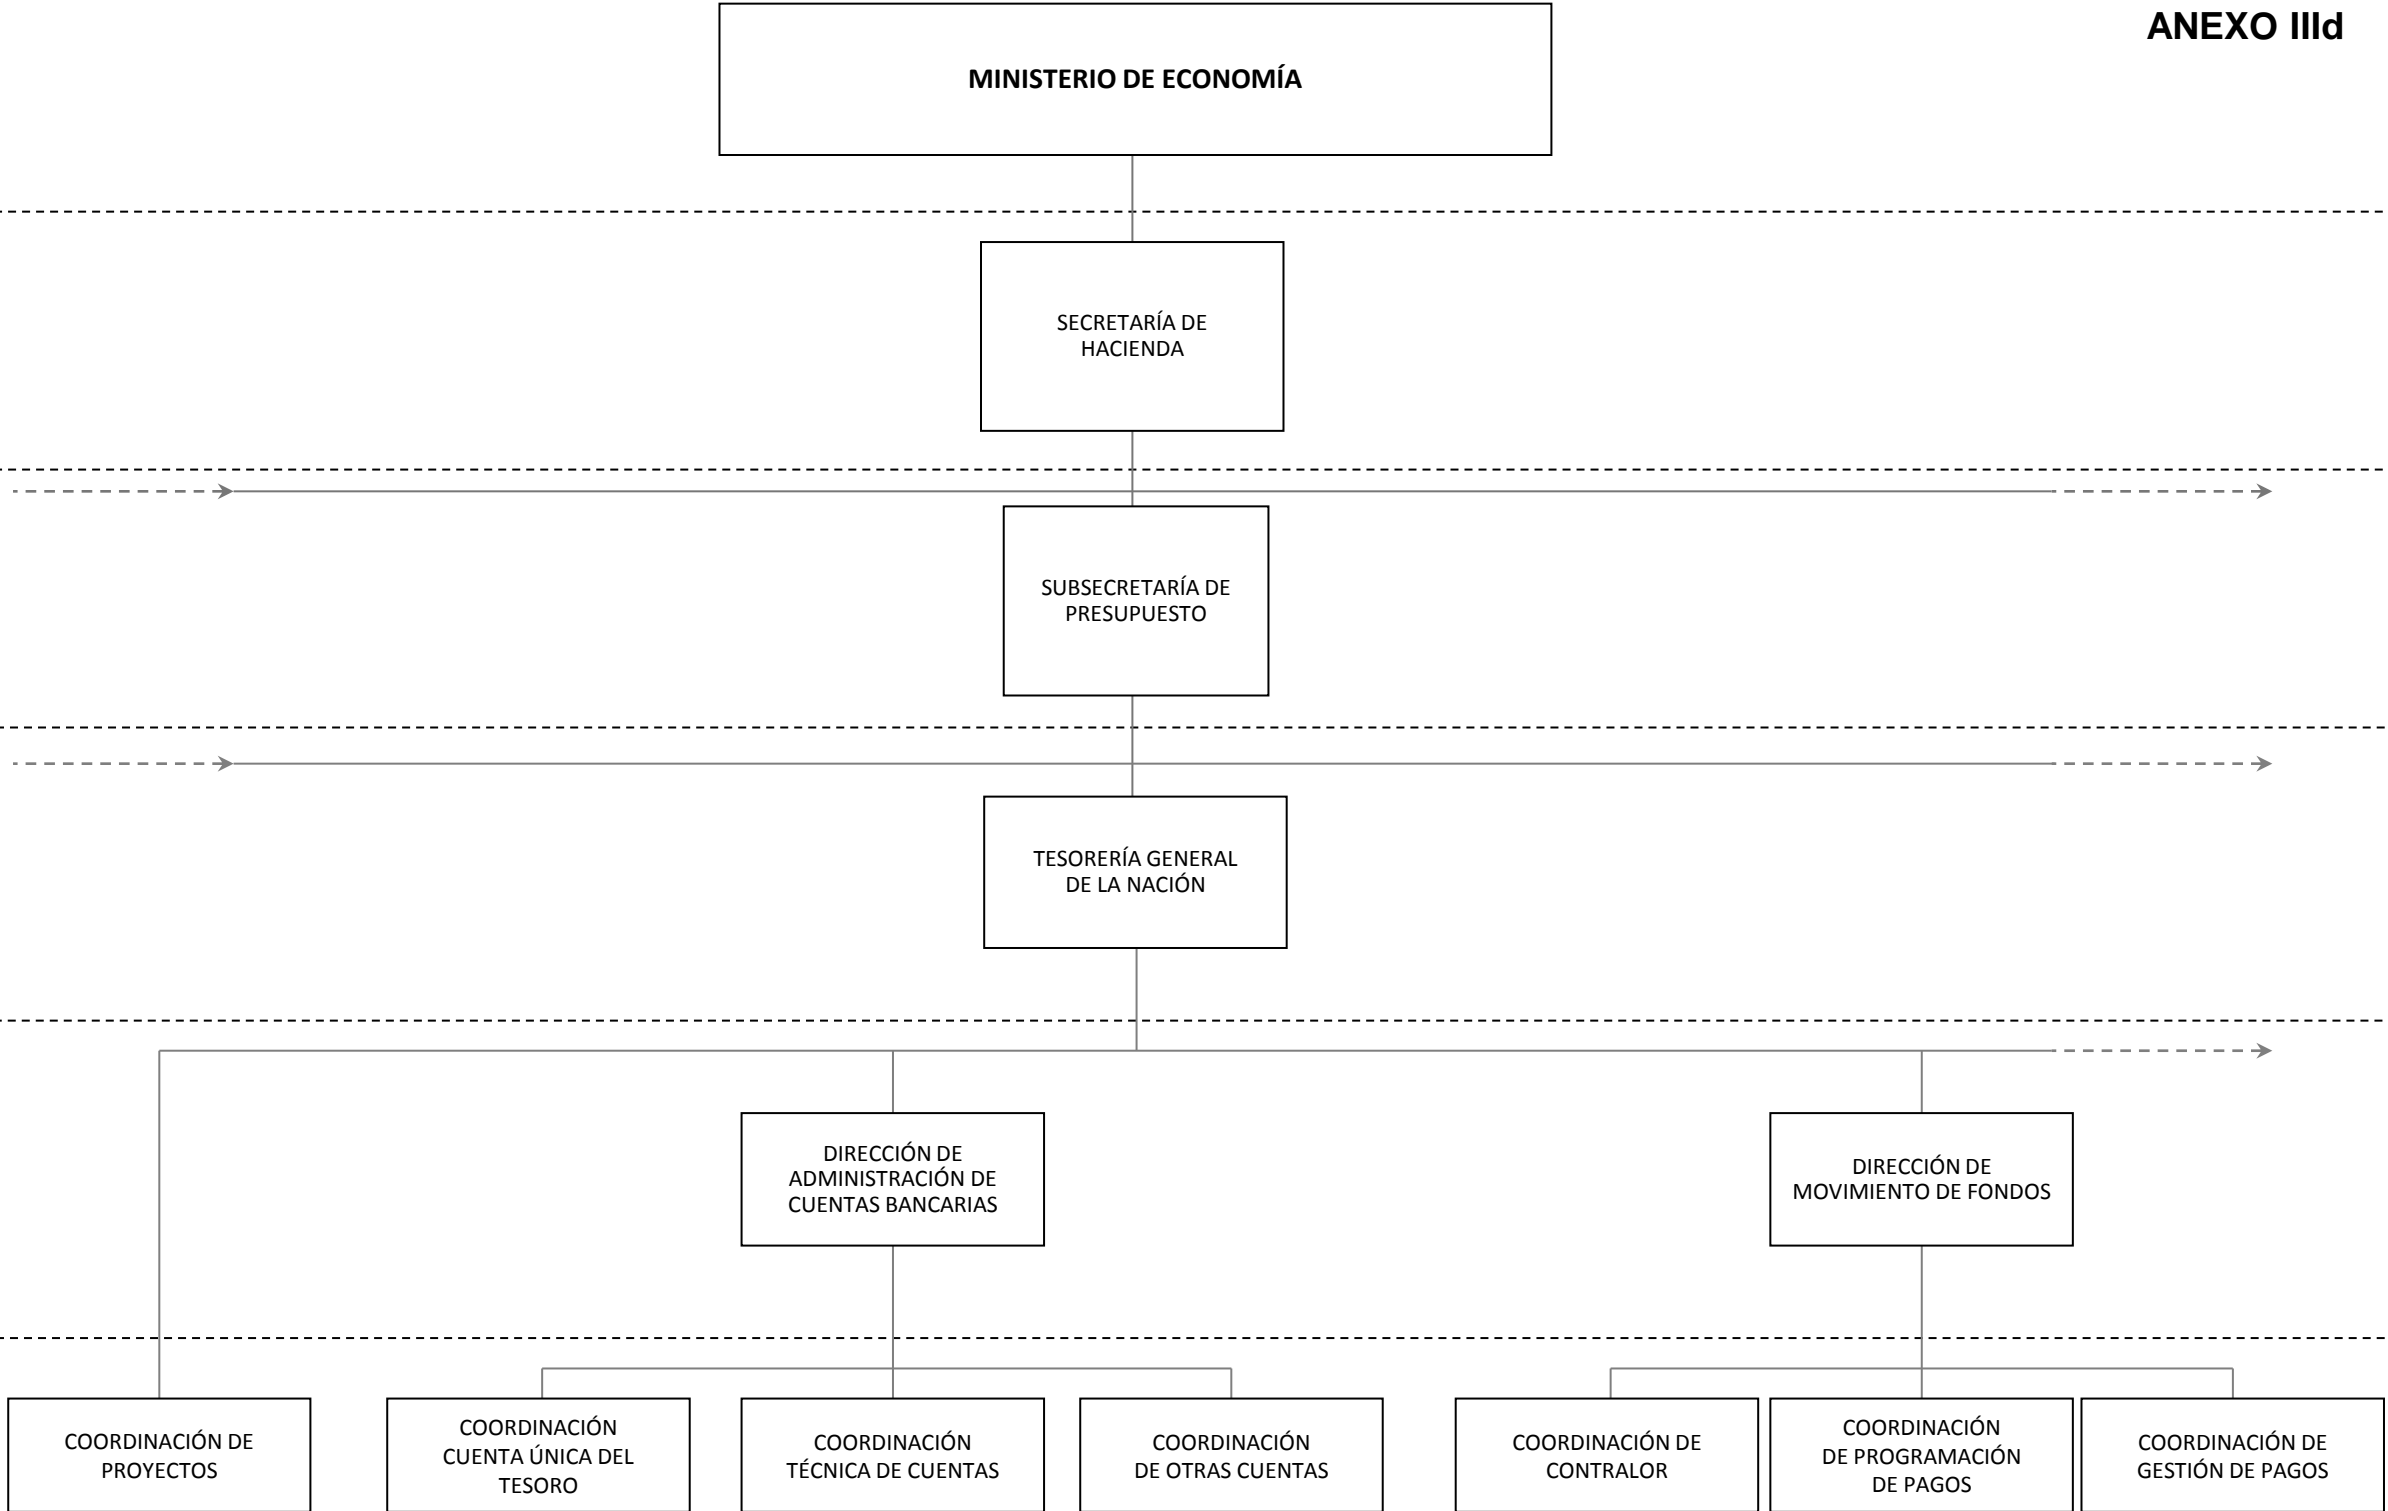 ANEXO IIId
MINISTERIO DE ECONOMÍA
SECRETARÍA DE
HACIENDA
SUBSECRETARÍA DE
PRESUPUESTO
TESORERÍA GENERAL
DE LA NACIÓN
DIRECCIÓN DE
ADMINISTRACIÓN DE
CUENTAS BANCARIAS
DIRECCIÓN DE
MOVIMIENTO DE FONDOS
COORDINACIÓN DE
PROYECTOS
COORDINACIÓN
CUENTA ÚNICA DEL
TESORO
COORDINACIÓN
TÉCNICA DE CUENTAS
COORDINACIÓN
DE OTRAS CUENTAS
COORDINACIÓN DE
CONTRALOR
COORDINACIÓN
DE PROGRAMACIÓN
DE PAGOS
COORDINACIÓN DE
GESTIÓN DE PAGOS